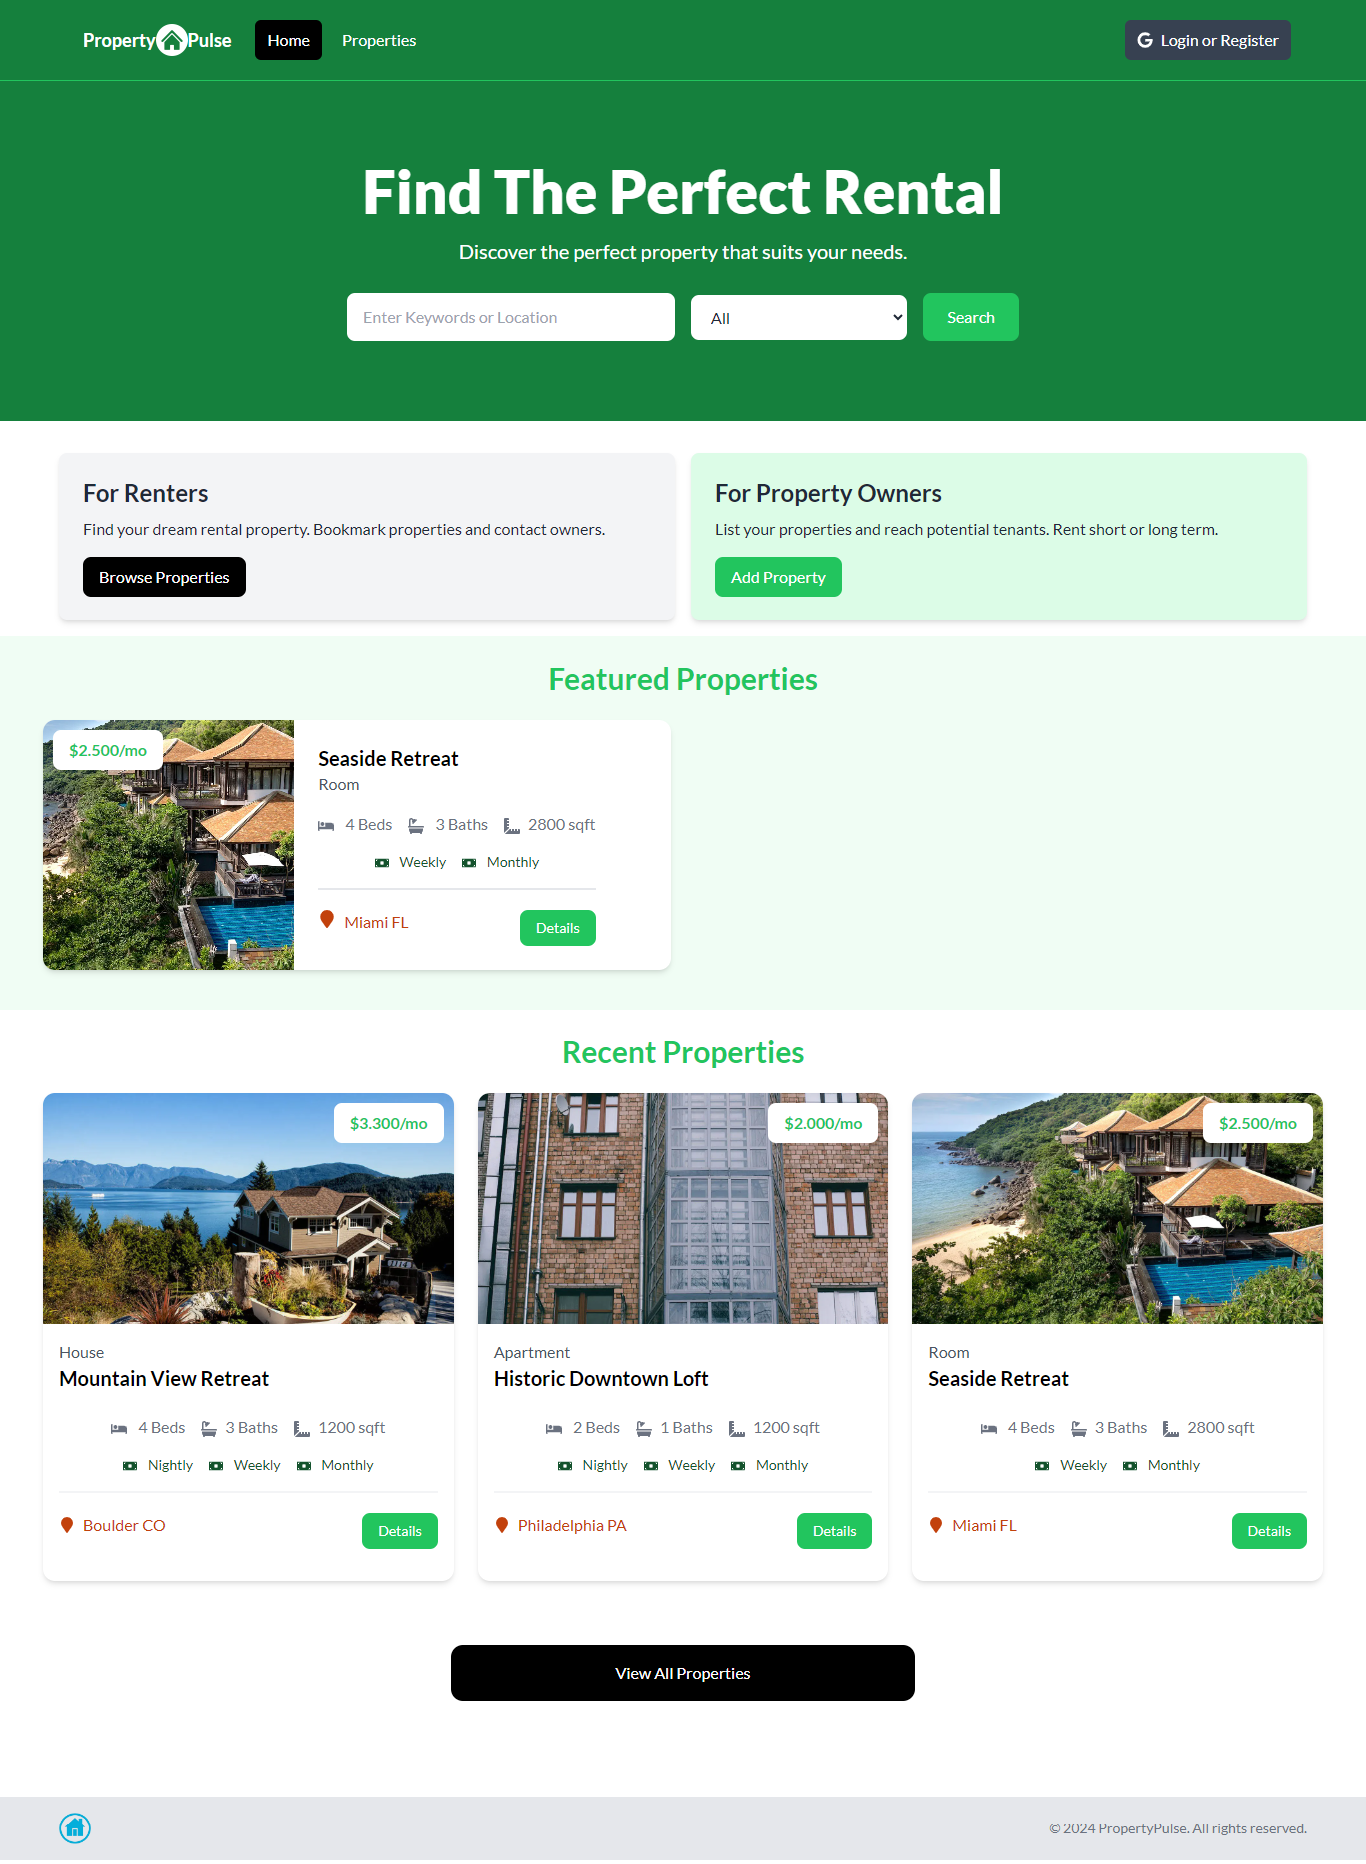 PropertyPulse
Home
Properties
Login or Register
Find The Perfect Rental
Discover the perfect property that suits your needs.
Enter Keywords or Location
All
Search
For Renters
Find your dream rental property. Bookmark properties and contact owners.
Browse Properties
For Property Owners
List your properties and reach potential tenants. Rent short or long term.
Add Property
Featured Properties
$2.500/mo
Seaside Retreat
Room
4 Beds 3 Baths 2800 sqft
Weekly Monthly
Miami FL
Details
Recent Properties
$3.300/mo
House
Mountain View Retreat
4 Beds 3 Baths 1200 sqft
Nightly Weekly Monthly
Boulder CO
Details
$2.000/mo
Apartment
Historic Downtown Loft
2 Beds 1 Baths 1200 sqft
Nightly Weekly Monthly
Philadelphia PA
Details
$2.500/mo
Room
Seaside Retreat
4 Beds 3 Baths 2800 sqft
Weekly Monthly
Miami FL
Details
View All Properties
© 2024 PropertyPulse. All rights reserved.